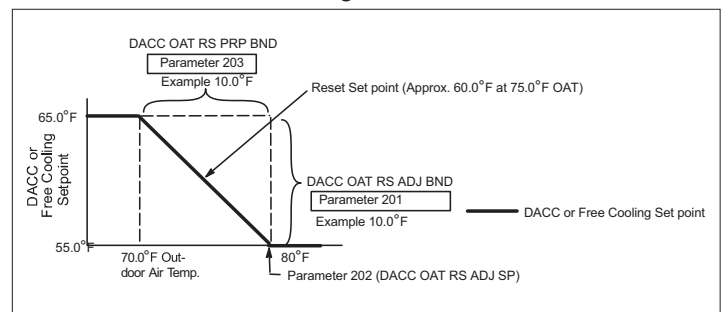 DACC OAT RS PRP BND
Parameter 203
Example 10.0°F
Reset Set point (Approx. 60.0°F at 75.0°F OAT)
65.0°F
DACC or
Free Cooling
Setpoint
DACC OAT RS ADJ BND
Parameter 201
Example 10.0°F
DACC or Free Cooling Set point
55.0°F
70.0°F Out-
door Air Temp.
80°F
Parameter 202 (DACC OAT RS ADJ SP)